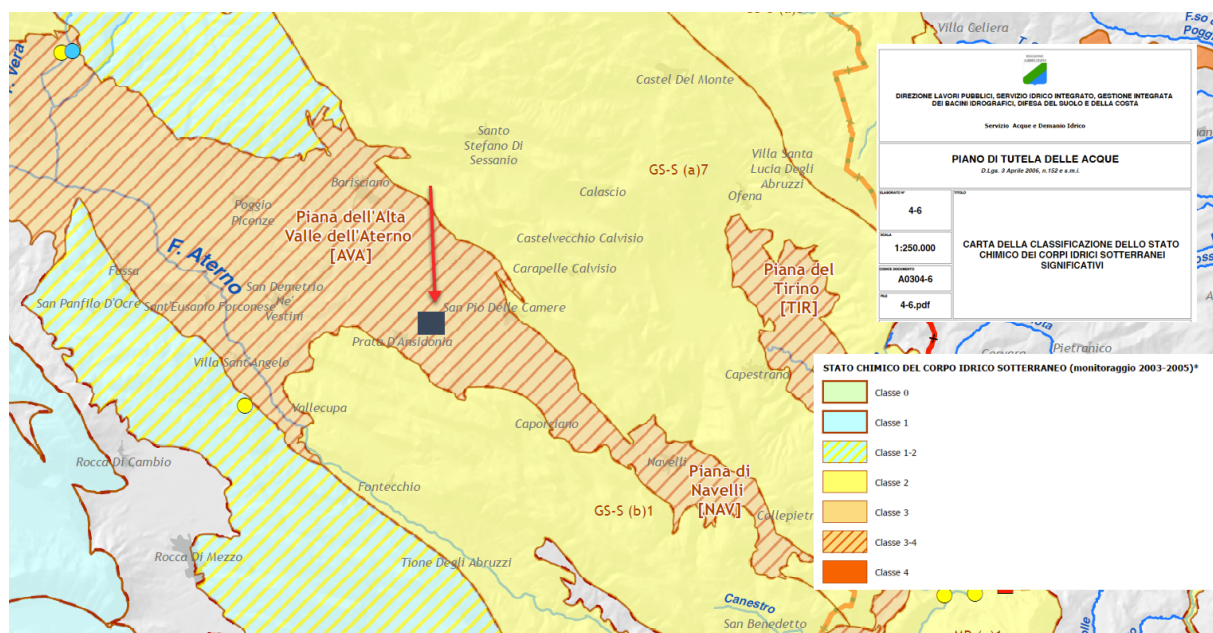 GS-S (a)6
Villa Celiera
F.so d
Pogg
F. Vera
Castel Del Monte
Santo
Stefano Di
Sessanio
Villa Santa
Lucia Degli
Abruzzi
GS-S (a)7
Barisciano
Calascio
Ofena
Poggio
Picenze
Piana dell'Alta
Valle dell'Aterno
[AVA]
Castelvecchio Calvisio
F. Aterno
Carapelle Calvisio
Piana del
Tirino
[TIR]
Fossa
San Demetrio
Ne'
Vestini
San Panfilo D'Ocre
Sant'Eusanio Forconese
San Pio Delle Camere
Prata D'Ansidonia
Villa Sant'Angelo
Capestrano
Vallecupa
Caporciano
Rocca Di Cambio
Navelli
Piana di
Navelli
[NAV]
Fontecchio
GS-S (b)1
Collepietr
Rocca Di Mezzo
Tione Degli Abruzzi
Canestro
San Benedetto
Pietranico
DIREZIONE LAVORI PUBBLICI, SERVIZIO IDRICO INTEGRATO, GESTIONE INTEGRATA
DEI BACINI IDROGRAFICI, DIFESA DEL SUOLO E DELLA COSTA
Servizio Acque e Demanio Idrico
PIANO DI TUTELA DELLE ACQUE
D.Lgs. 3 Aprile 2006, n.152 e s.m.i.
ELABORATO N°
4-6
TITOLO
SCALA
1:250.000
CARTA DELLA CLASSIFICAZIONE DELLO STATO
CHIMICO DEI CORPI IDRICI SOTTERRANEI
SIGNIFICATIVI
CODICE DOCUMENTO
A0304-6
FILE
4-6.pdf
STATO CHIMICO DEL CORPO IDRICO SOTTERRANEO (monitoraggio 2003-2005)*
Classe 0
Classe 1
Classe 1-2
Classe 2
Classe 3
Classe 3-4
Classe 4